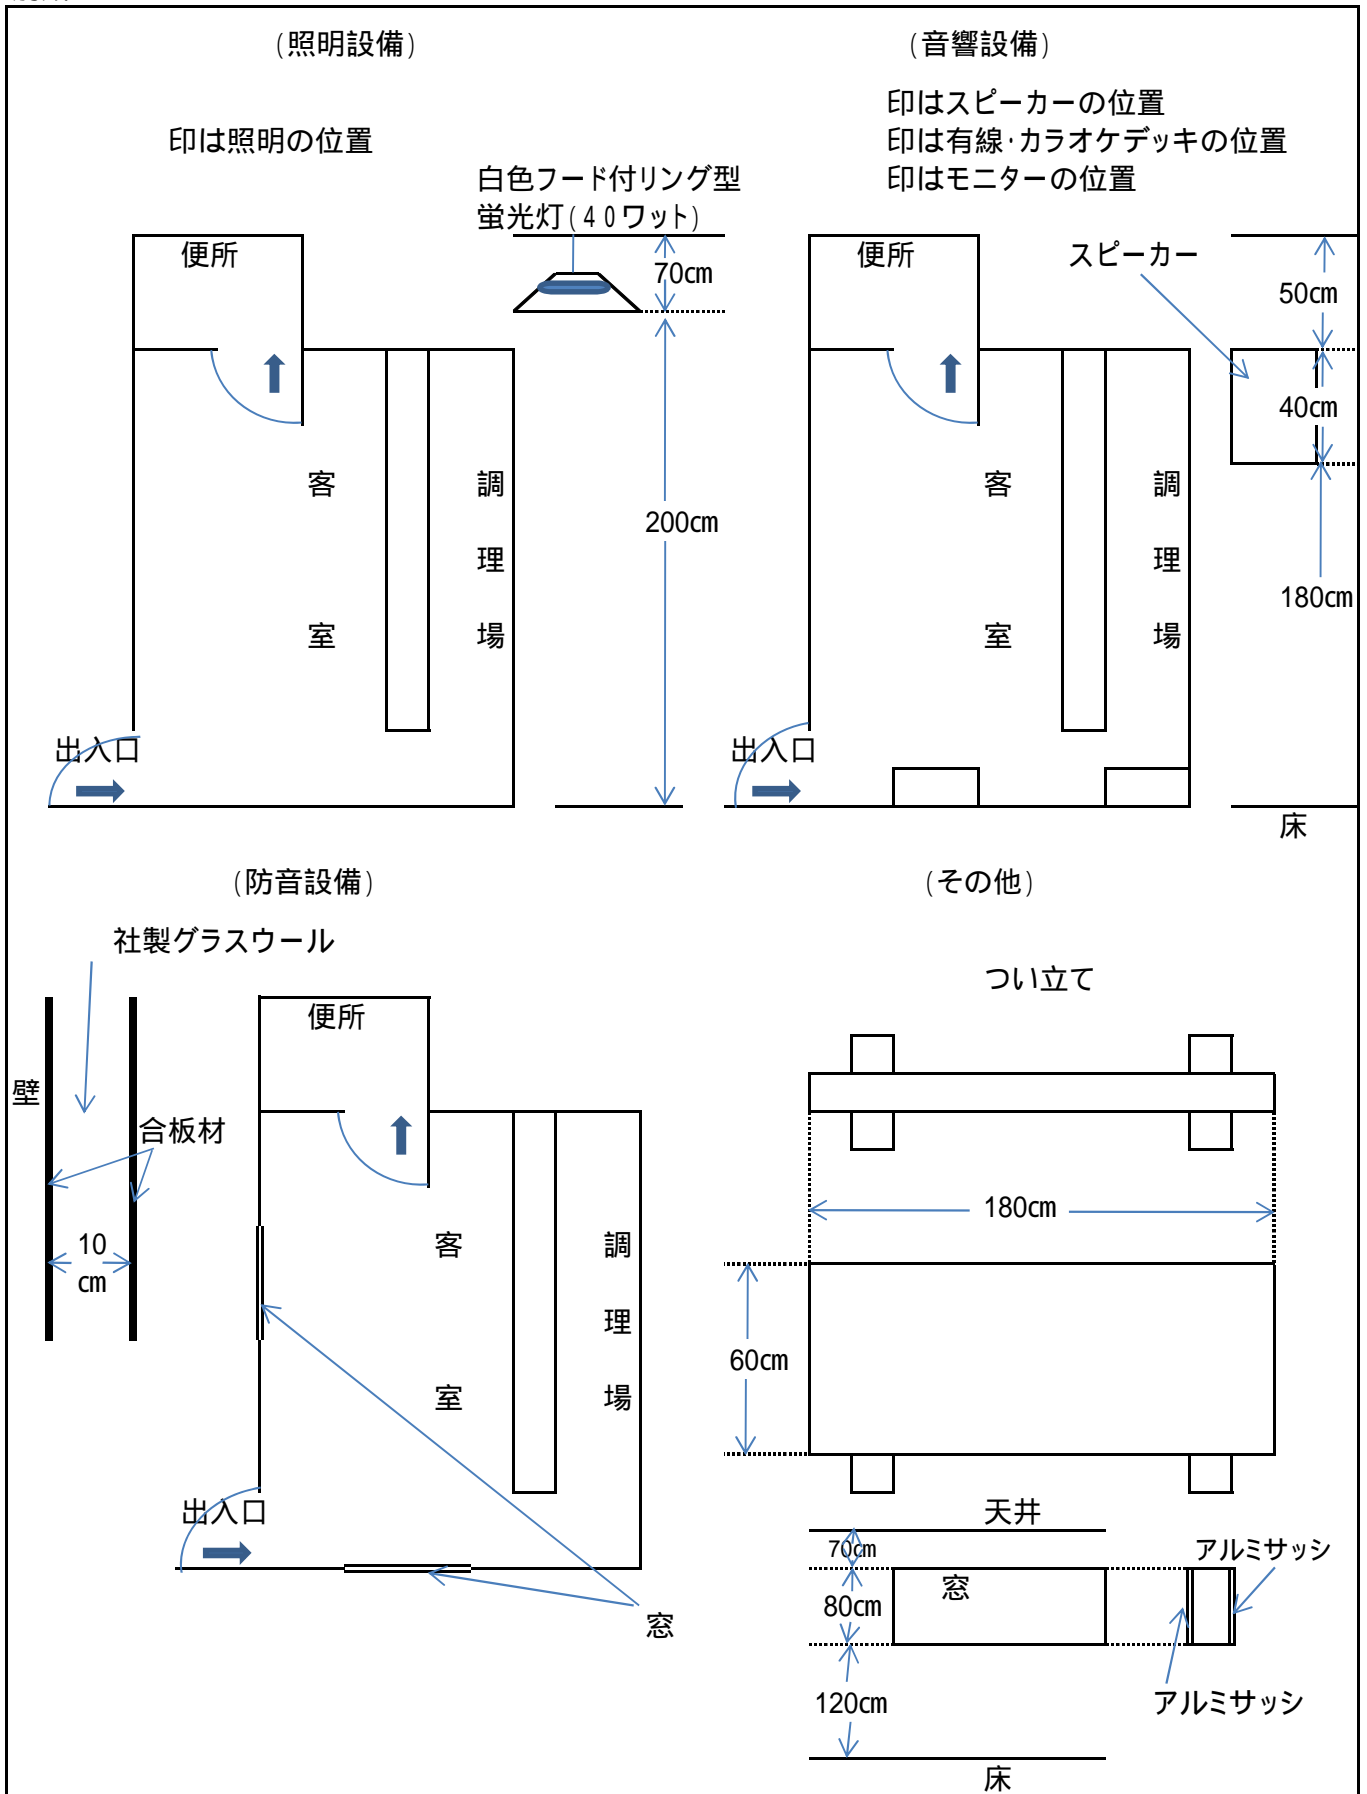 (照明設備)
印は照明の位置
白色フード付リング型
蛍光灯(40ワット)
便所
70cm
200cm
客室
調理場
出入口
(音響設備)
印はスピーカーの位置
印は有線・カラオケデッキの位置
印はモニターの位置
便所
スピーカー
50cm
40cm
180cm
客室
調理場
出入口
床
(防音設備)
社製グラスウール
壁
合板材
10
cm
便所
客室
調理場
出入口
窓
(その他)
つい立て
180cm
60cm
天井
70cm
窓
80cm
120cm
アルミサッシ
アルミサッシ
床